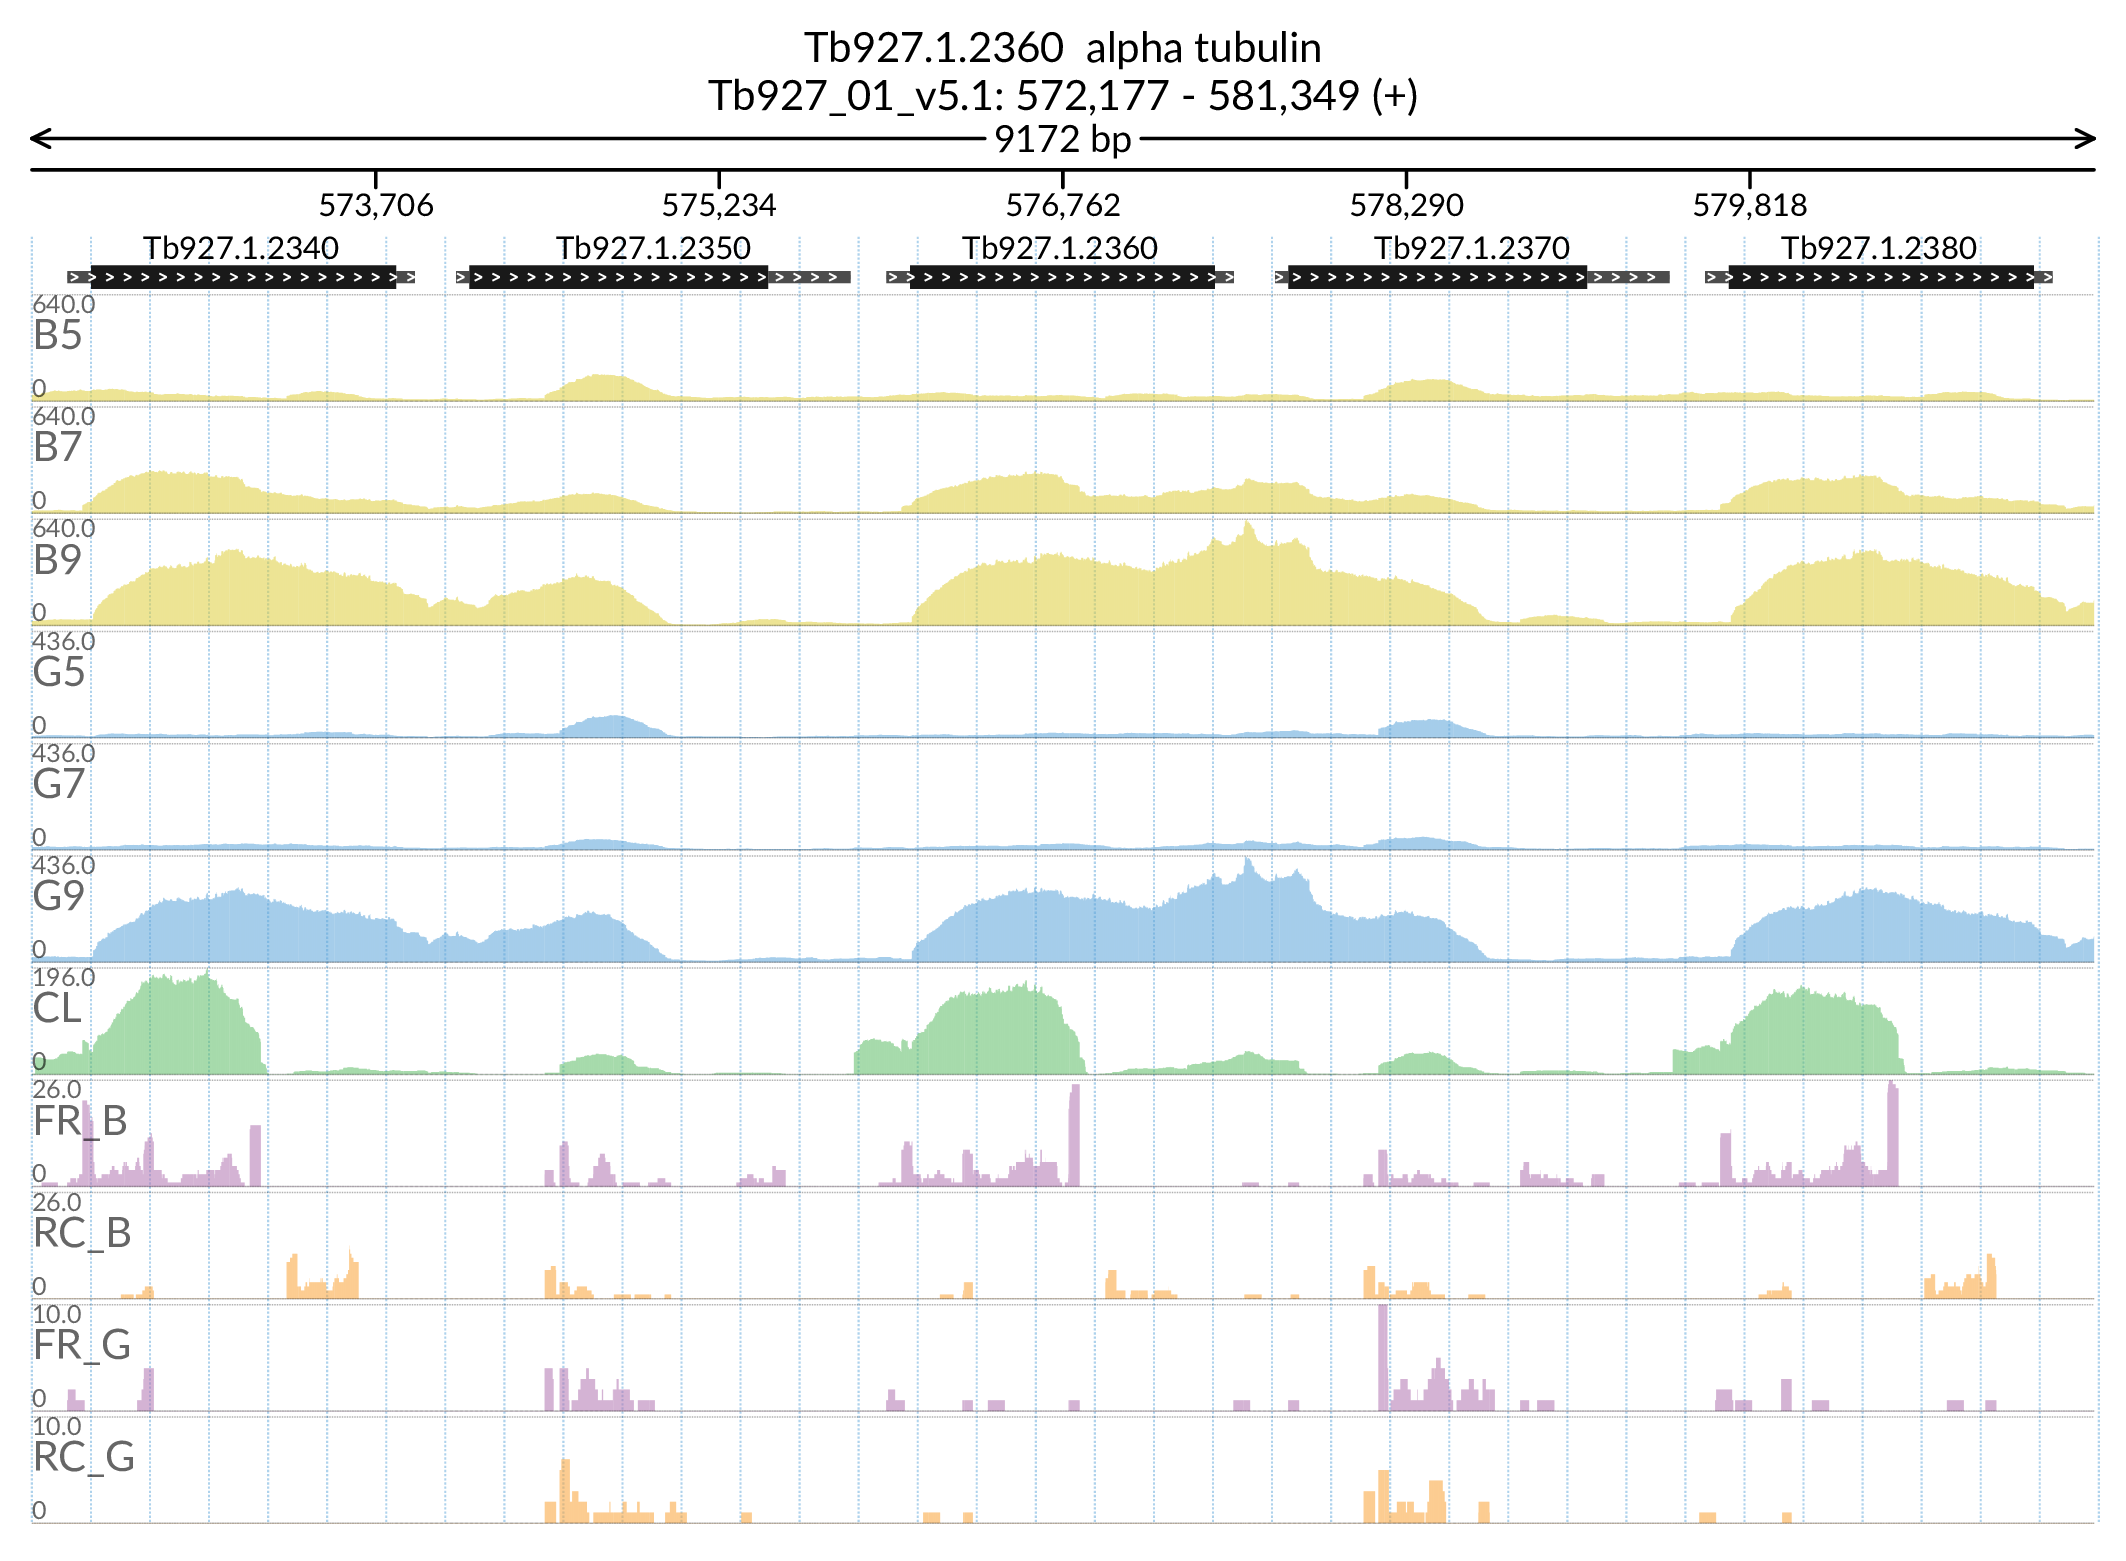 Tb927.1.2360 alpha tubulin
Tb927_01_v5.1: 572,177 - 581,349 (+)
9172 bp
573,706 575,234 576,762 578,290 579,818
Tb927.1.2340 Tb927.1.2350 Tb927.1.2360 Tb927.1.2370 Tb927.1.2380
640.0
B5
0
640.0
B7
0
640.0
B9
0
436.0
G5
0
436.0
G7
0
436.0
G9
0
196.0
CL
0
26.0
FR_B
0
26.0
RC_B
0
10.0
FR_G
0
10.0
RC_G
0